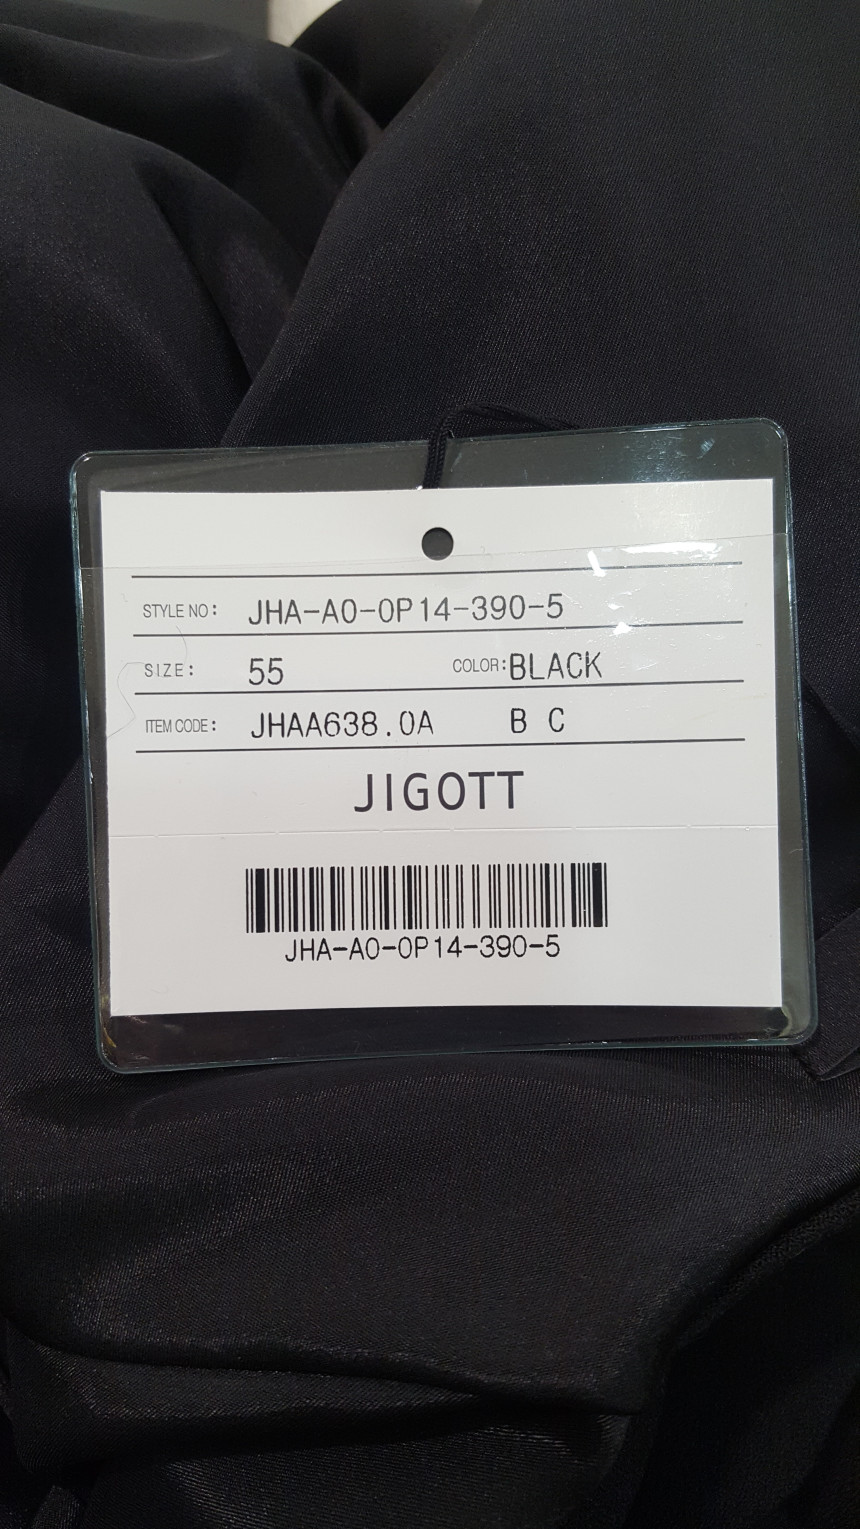 STYLE NO: JHA-A0-0P14-390-5
SIZE: 55 COLOR:BLACK
ITEM CODE: JHAA638.0A B C
JIGOTT
JHA-A0-0P14-390-5